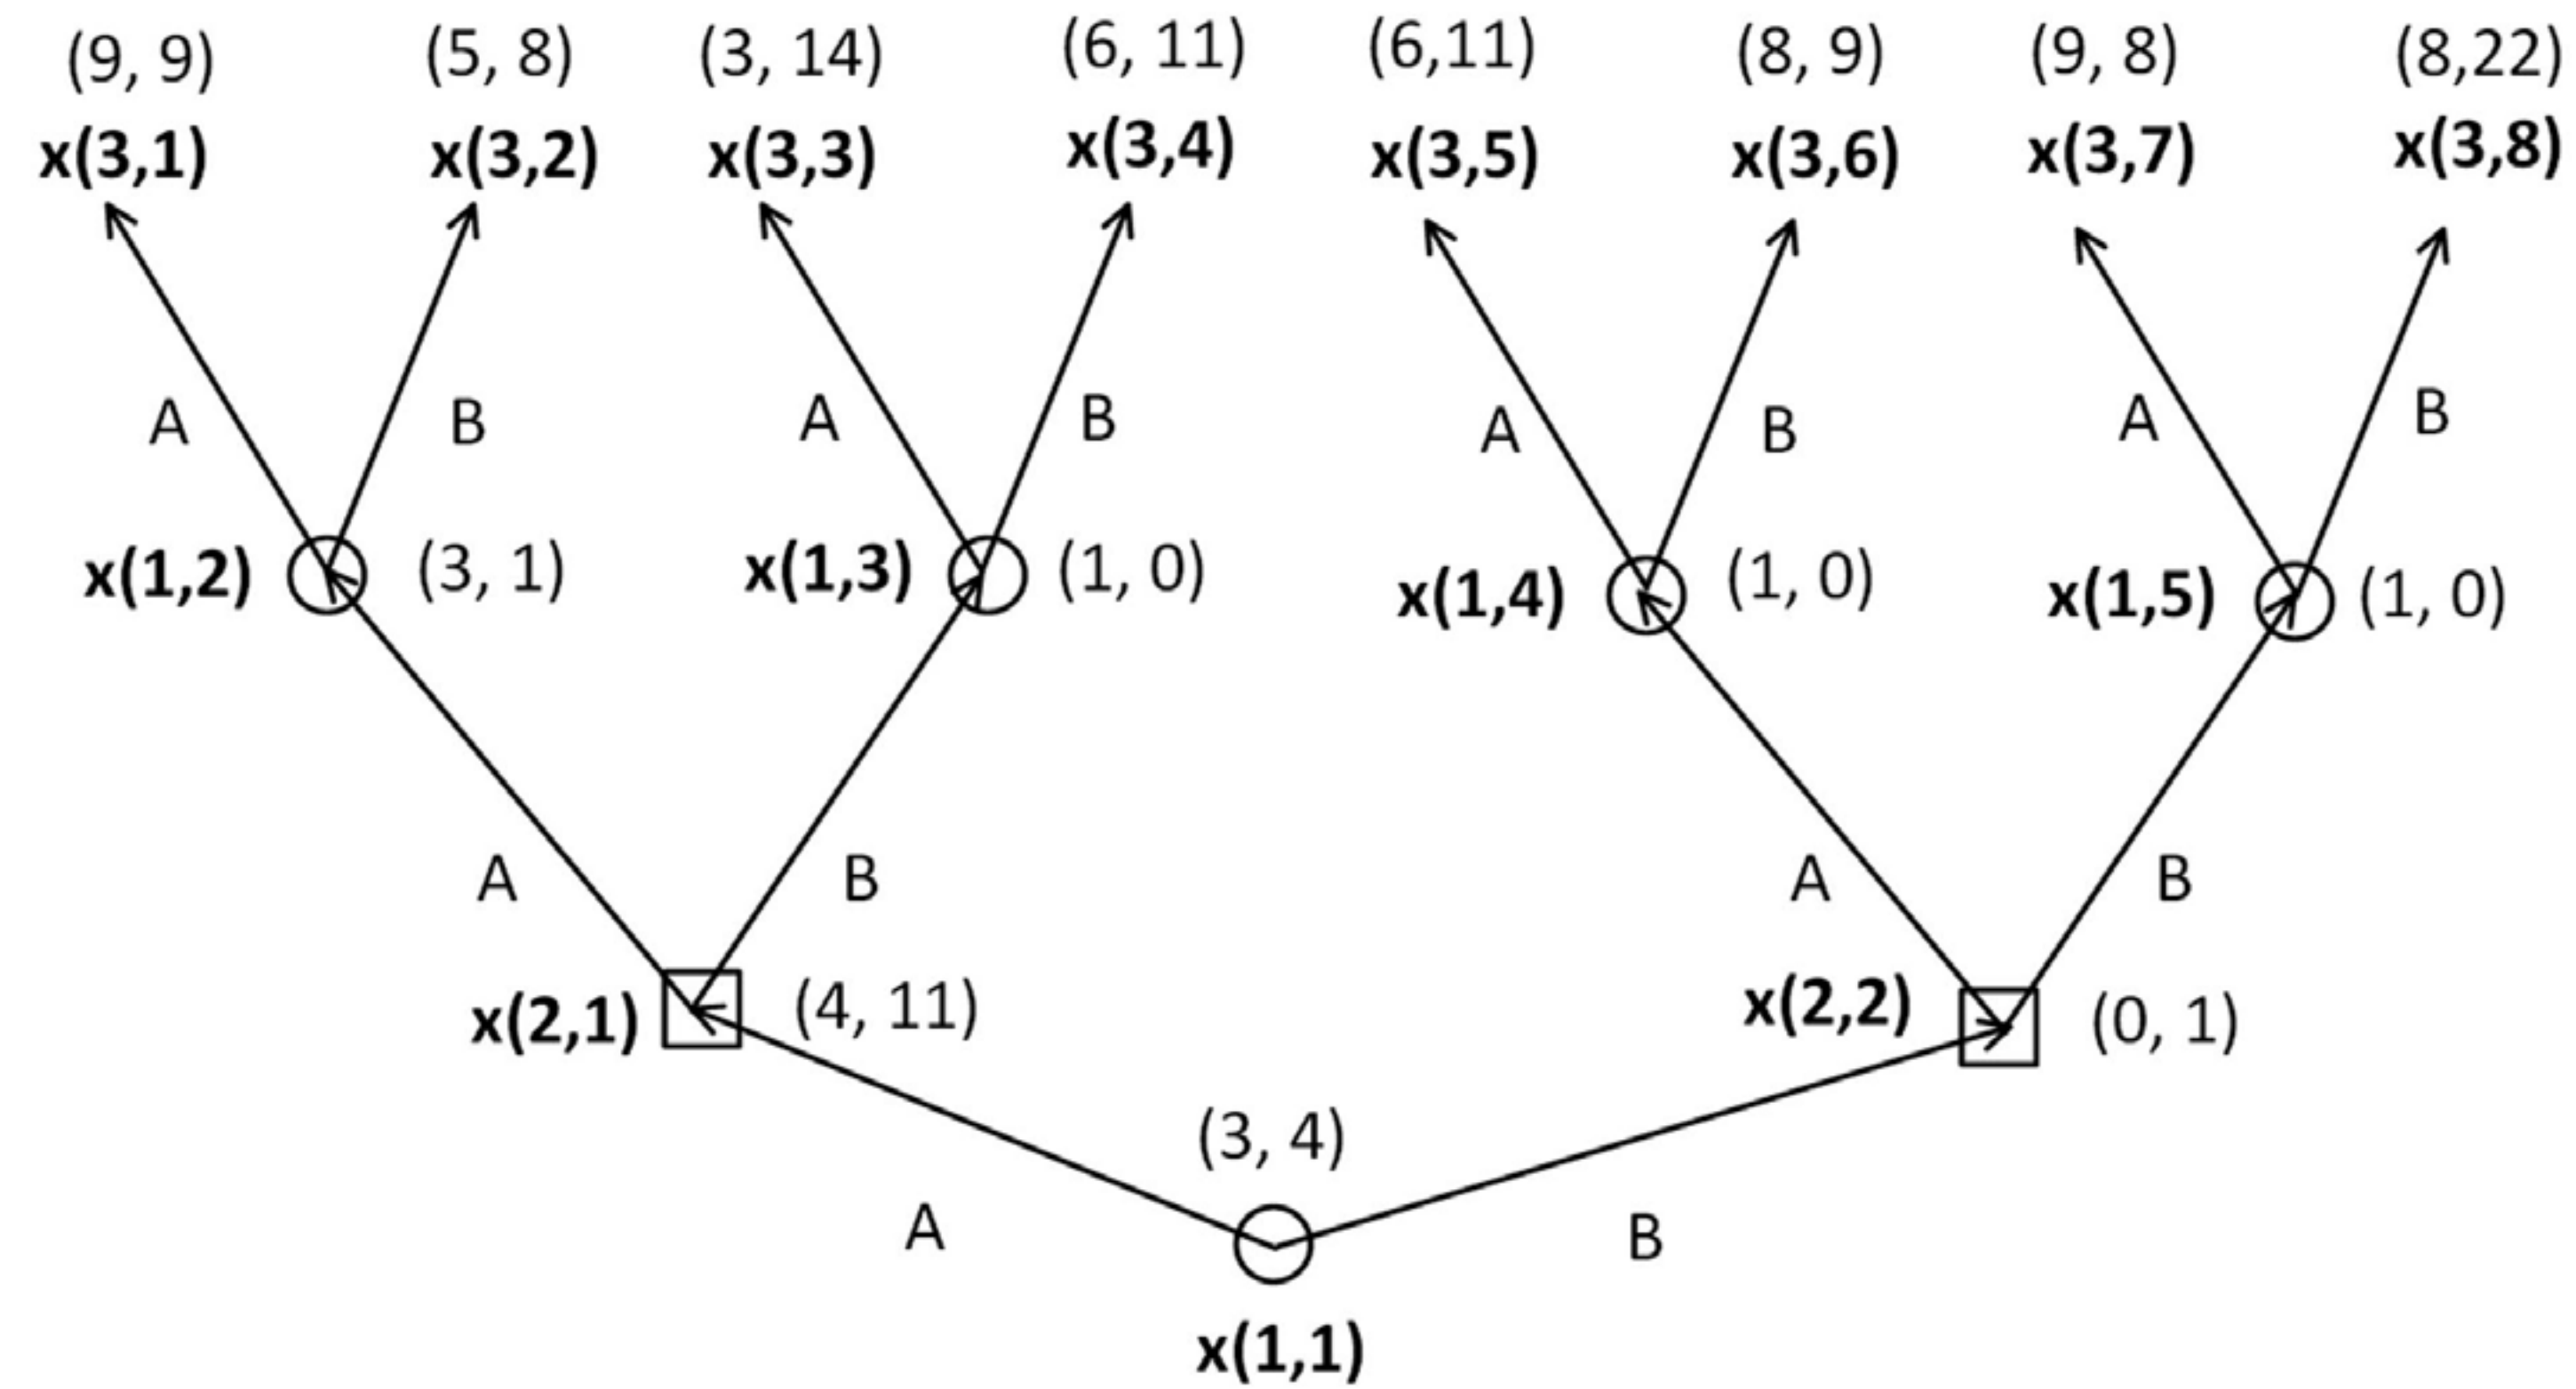 (9, 9) (5, 8) (3, 14) (6, 11) (6,11) (8, 9) (9, 8) (8,22)
x(3,1) x(3,2) x(3,3) x(3,4) x(3,5) x(3,6) x(3,7) x(3,8)
A B A B A B A B
x(1,2) (3, 1) x(1,3) (1, 0) x(1,4) (1, 0) x(1,5) (1, 0)
A B A B
x(2,1) (4, 11) x(2,2) (0, 1)
(3, 4)
A B
x(1,1)